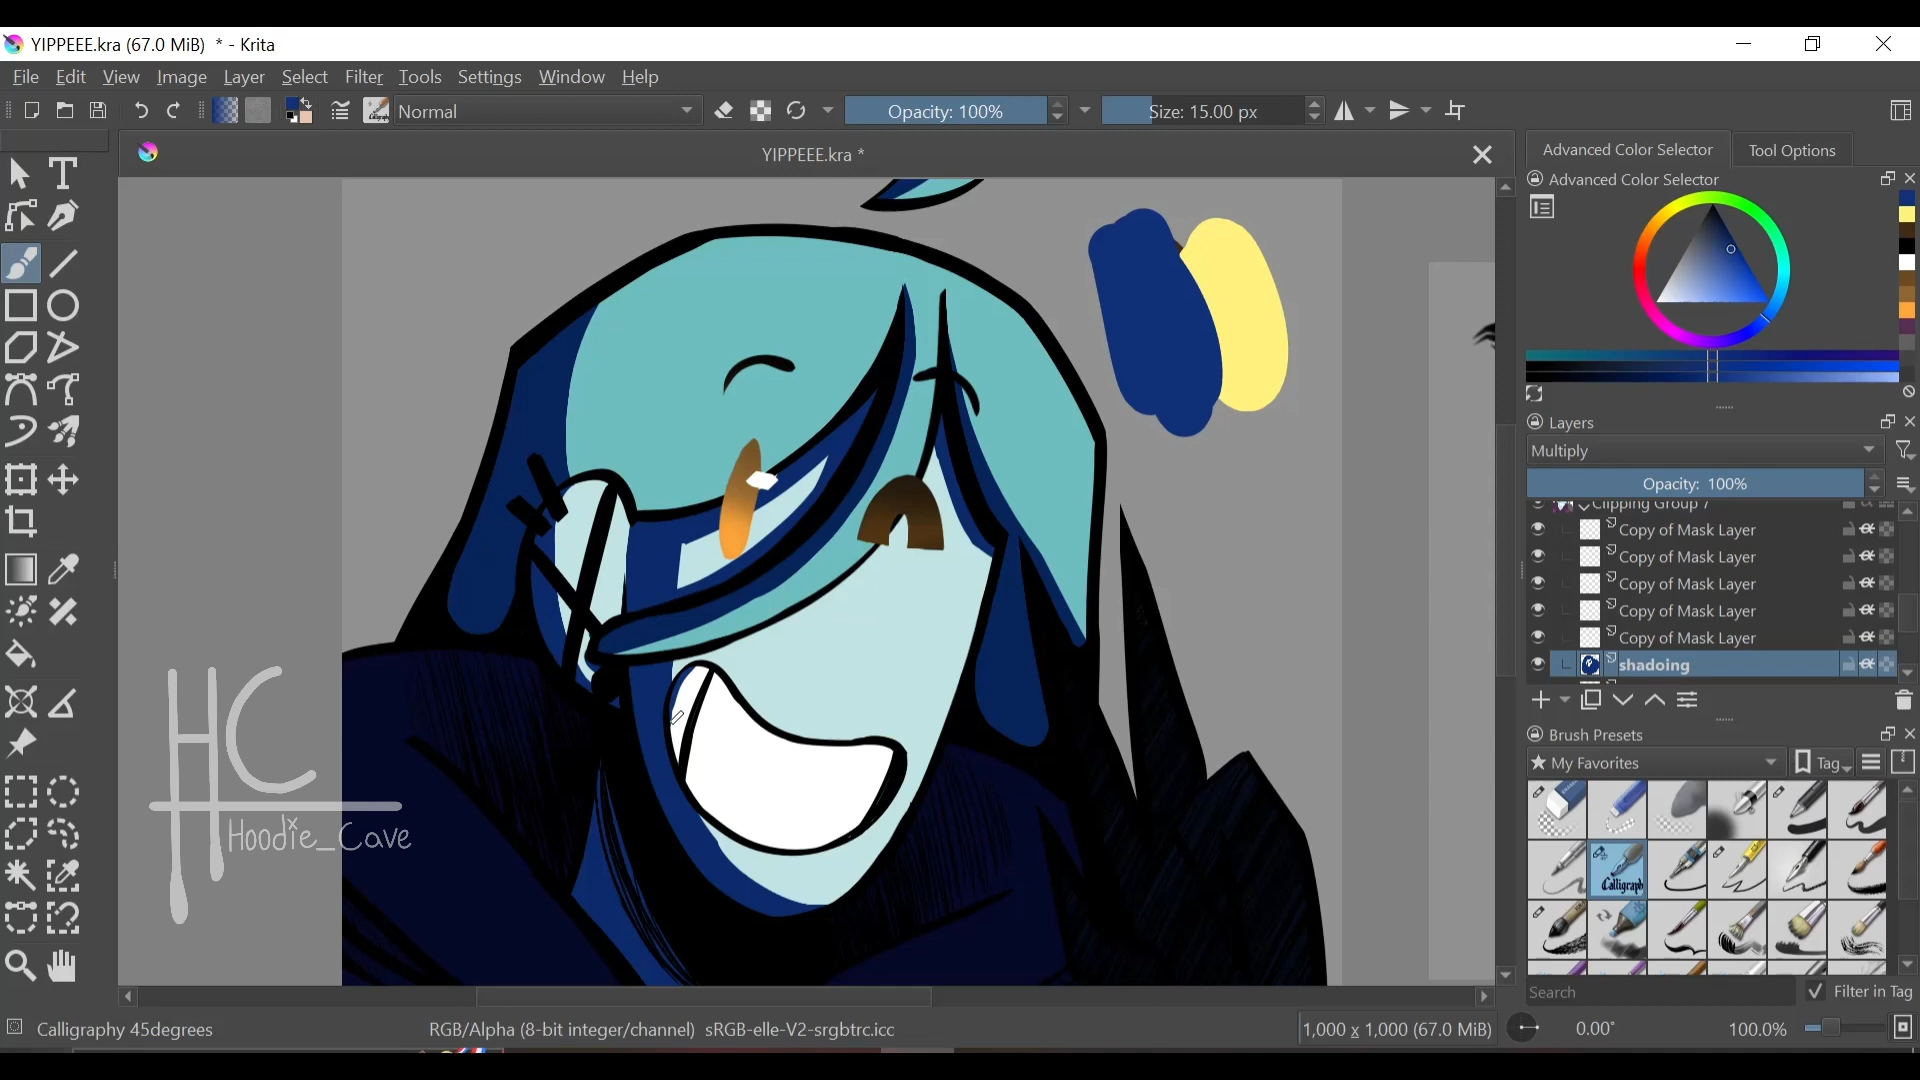 YIPPEEE.kra (67.0 MiB) * - Krita
File Edit View Image Layer Select Filter Tools Settings Window Help
Normal Opacity: 100% Size: 15.00 px
YIPPEEE.kra *
Advanced Color Selector Tool Options
Advanced Color Selector
Layers
Multiply
Opacity: 100%
Clipping Group 7
Copy of Mask Layer
Copy of Mask Layer
Copy of Mask Layer
Copy of Mask Layer
Copy of Mask Layer
shadoing
Brush Presets
My Favorites Tag
Calligraph
HC
Hoodie_Cave
Search Filter in Tag
Calligraphy 45degrees RGB/Alpha (8-bit integer/channel) sRGB-elle-V2-srgbtrc.icc 1,000 x 1,000 (67.0 MiB) 0.00° 100.0%